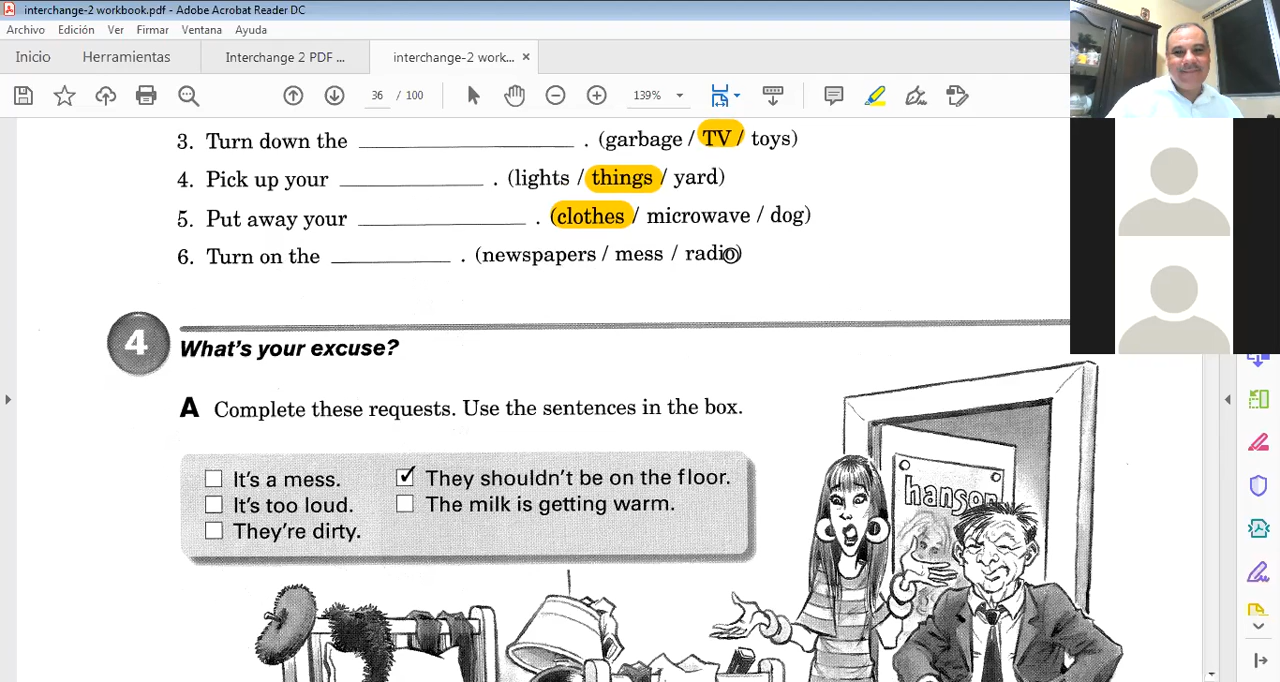 interchange-2 workbook.pdf - Adobe Acrobat Reader DC
Archivo Edición Ver Firmar Ventana Ayuda
Inicio Herramientas Interchange 2 PDF ... interchange-2 work... ×
36 / 100 139%
3. Turn down the ____________ . (garbage / TV / toys)
4. Pick up your ____________ . (lights / things / yard)
5. Put away your ____________ . (clothes / microwave / dog)
6. Turn on the ____________ . (newspapers / mess / radio)
4 What's your excuse?
A Complete these requests. Use the sentences in the box.
It's a mess. ✓ They shouldn't be on the floor.
It's too loud. The milk is getting warm.
They're dirty.
hanson